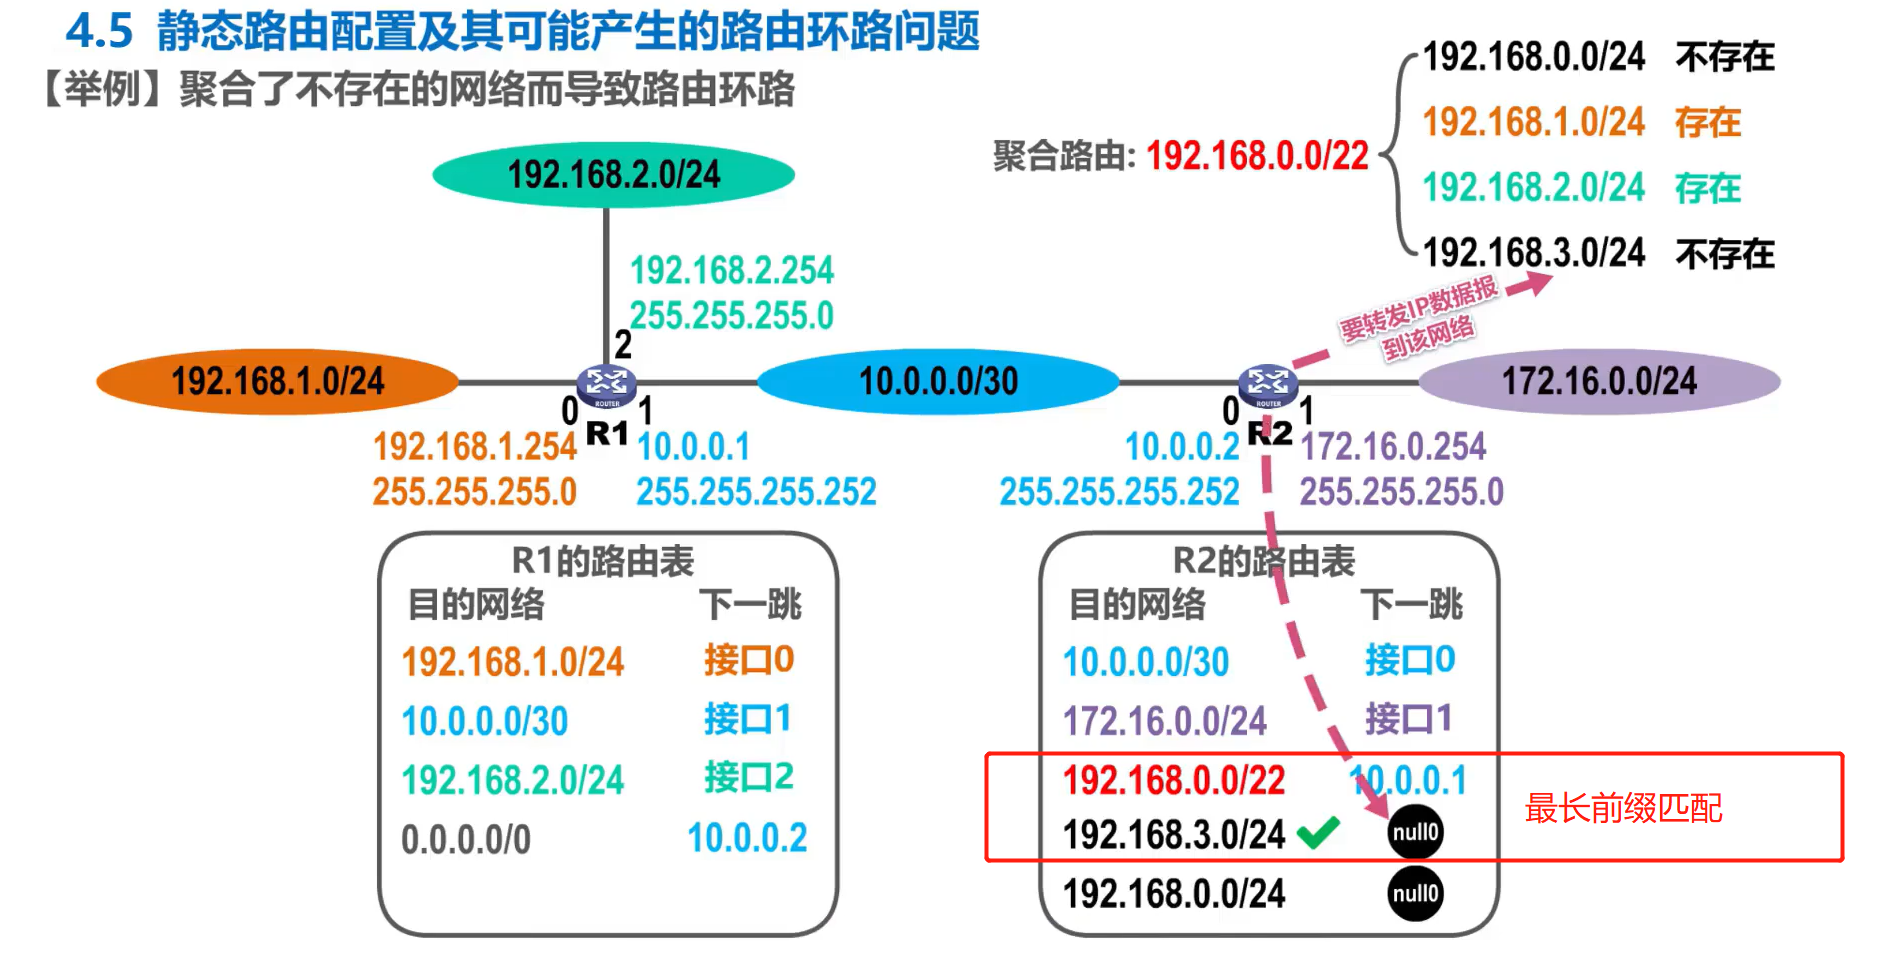 4.5 静态路由配置及其可能产生的路由环路问题
【举例】聚合了不存在的网络而导致路由环路
192.168.0.0/24 不存在
192.168.1.0/24 存在
聚合路由: 192.168.0.0/22
192.168.2.0/24 存在
192.168.3.0/24 不存在
192.168.2.0/24
192.168.2.254
255.255.255.0
要转发IP数据报
到该网络
2
192.168.1.0/24
ROUTER
10.0.0.0/30
ROUTER
172.16.0.0/24
0 R1 1
0 R2 1
192.168.1.254
255.255.255.0
10.0.0.1
255.255.255.252
10.0.0.2
255.255.255.252
172.16.0.254
255.255.255.0
R1的路由表
目的网络 下一跳
192.168.1.0/24 接口0
10.0.0.0/30 接口1
192.168.2.0/24 接口2
0.0.0.0/0 10.0.0.2
R2的路由表
目的网络 下一跳
10.0.0.0/30 接口0
172.16.0.0/24 接口1
192.168.0.0/22 10.0.0.1
192.168.3.0/24 null0
192.168.0.0/24 null0
最长前缀匹配